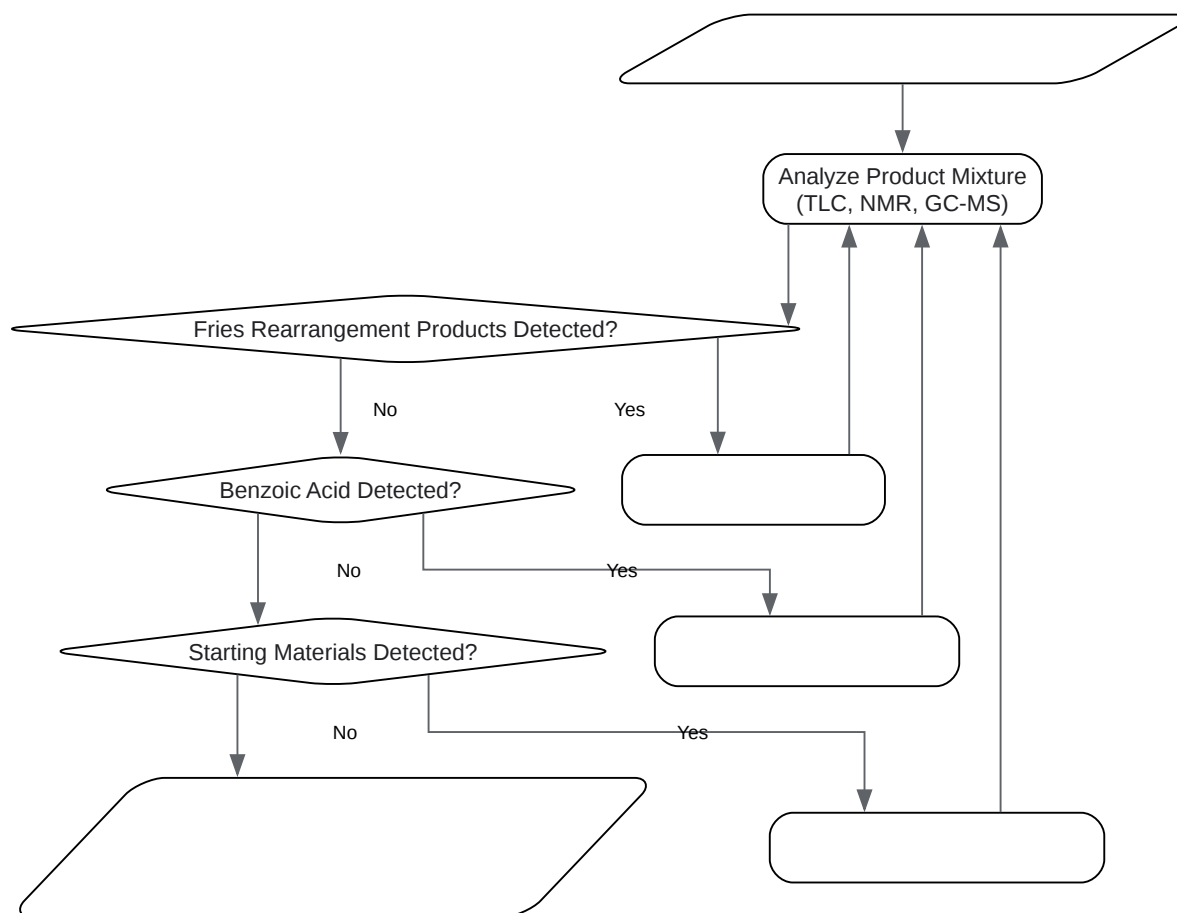 Analyze Product Mixture
(TLC, NMR, GC-MS)
Fries Rearrangement Products Detected?
No
Yes
Benzoic Acid Detected?
No
Yes
Starting Materials Detected?
No
Yes